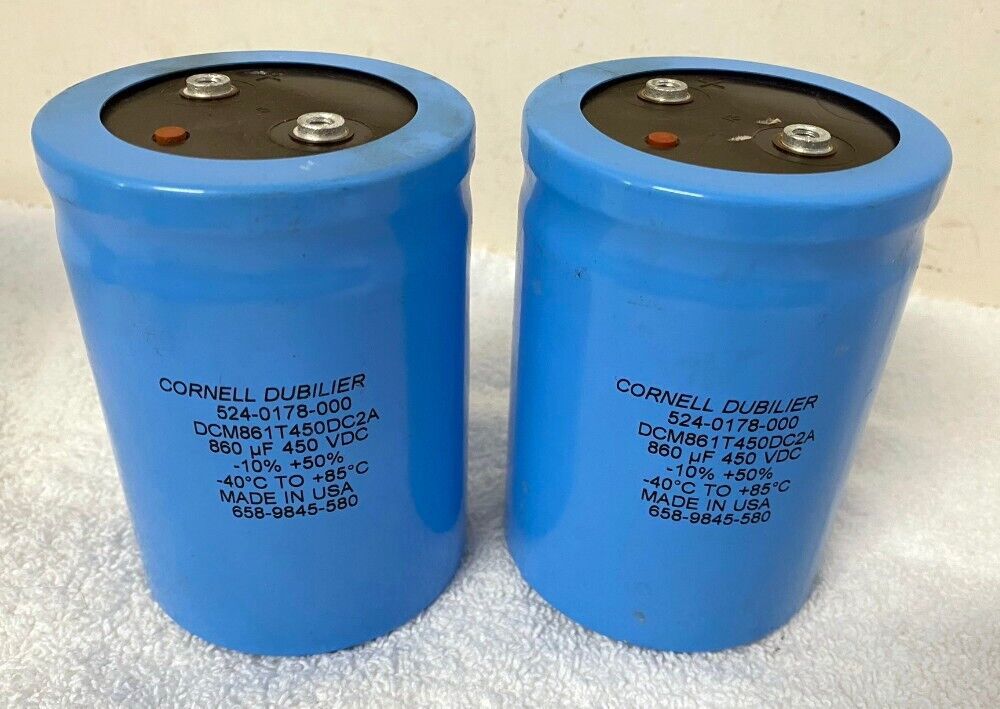 CORNELL DUBILIER
524-0178-000
DCM861T450DC2A
860 µF 450 VDC
-10% +50%
-40°C TO +85°C
MADE IN USA
658-9845-580
CORNELL DUBILIER
524-0178-000
DCM861T450DC2A
860 µF 450 VDC
-10% +50%
-40°C TO +85°C
MADE IN USA
658-9845-580